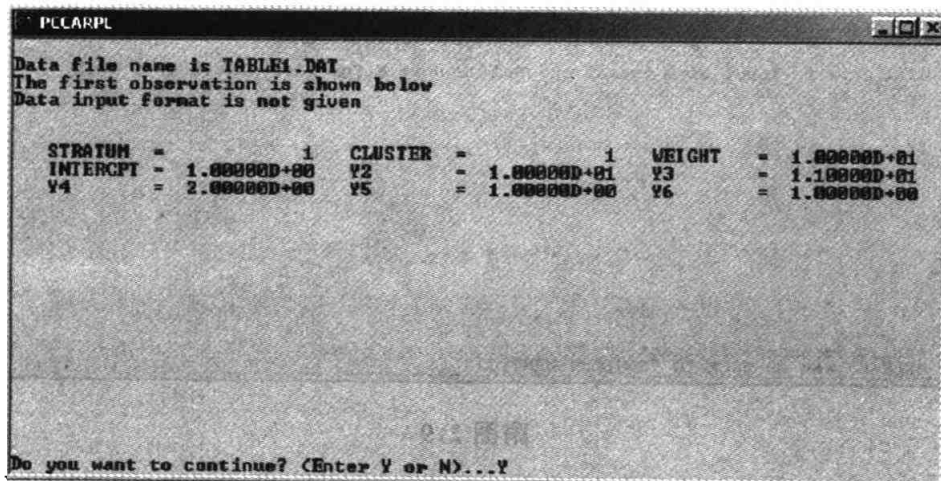 PCCARPL
Data file name is TABLE1.DAT
The first observation is shown below
Data input format is not given
STRATUM = 1 CLUSTER = 1 WEIGHT = 1.00000D+01
INTERCPT = 1.00000D+00 Y2 = 1.00000D+01 Y3 = 1.10000D+01
Y4 = 2.00000D+00 Y5 = 1.00000D+00 Y6 = 1.00000D+00
Do you want to continue? (Enter Y or N)...Y